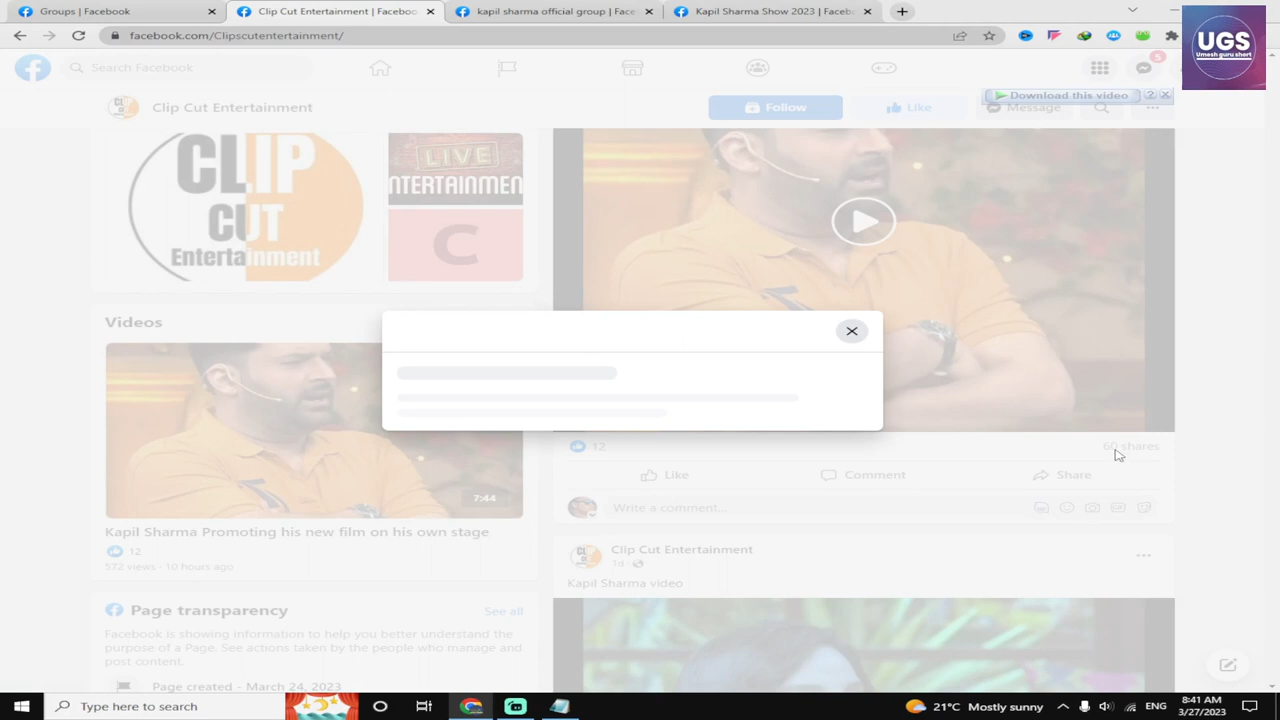 Groups | Facebook
Clip Cut Entertainment | Faceboo
kapil sharma official group | Face
Kapil Sharma Show 2023 | Faceb
facebook.com/Clipscutentertainment/
UGS
Umesh guru short
Search Facebook
5
Clip Cut Entertainment
Follow
Like
Message
Download this video
?
CLIP
CUT
Entertainment
LIVE
NTERTAINMEN
C
Videos
7:44
Kapil Sharma Promoting his new film on his own stage
12
572 views · 10 hours ago
Page transparency
See all
Facebook is showing information to help you better understand the
purpose of a Page. See actions taken by the people who manage and
post content.
Page created - March 24, 2023
12
60 shares
Like
Comment
Share
Write a comment...
Clip Cut Entertainment
1d ·
Kapil Sharma video
Type here to search
21°C Mostly sunny
ENG
8:41 AM
3/27/2023